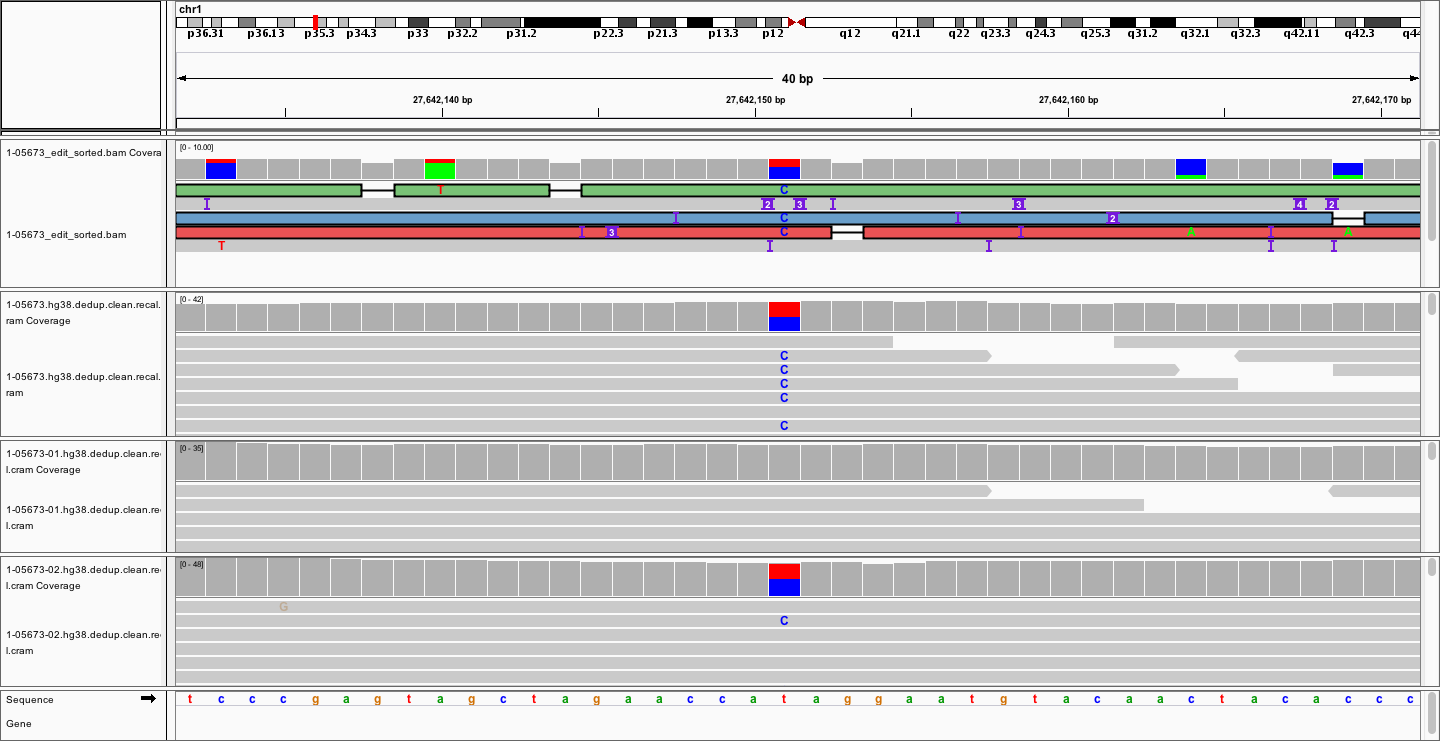 chr1
p36.31 p36.13 p35.3 p34.3 p33 p32.2 p31.2 p22.3 p21.3 p13.3 p12 q12 q21.1 q22 q23.3 q24.3 q25.3 q31.2 q32.1 q32.3 q42.11 q42.3 q44
40 bp
27,642,140 bp 27,642,150 bp 27,642,160 bp 27,642,170 bp
1-05673_edit_sorted.bam Covera
[0 - 10.00]
T C
2 3 3 4 2
C 2
1-05673_edit_sorted.bam
3 C A A
T
1-05673.hg38.dedup.clean.recal.
ram Coverage
[0 - 42]
C
C
C
C
C
1-05673.hg38.dedup.clean.recal.
ram
1-05673-01.hg38.dedup.clean.re
l.cram Coverage
[0 - 35]
1-05673-01.hg38.dedup.clean.re
l.cram
1-05673-02.hg38.dedup.clean.re
l.cram Coverage
[0 - 48]
G
C
1-05673-02.hg38.dedup.clean.re
l.cram
Sequence t c c c g a g t a g c t a g a a c c a t a g g a a t g t a c a a c t a c a c c c
Gene